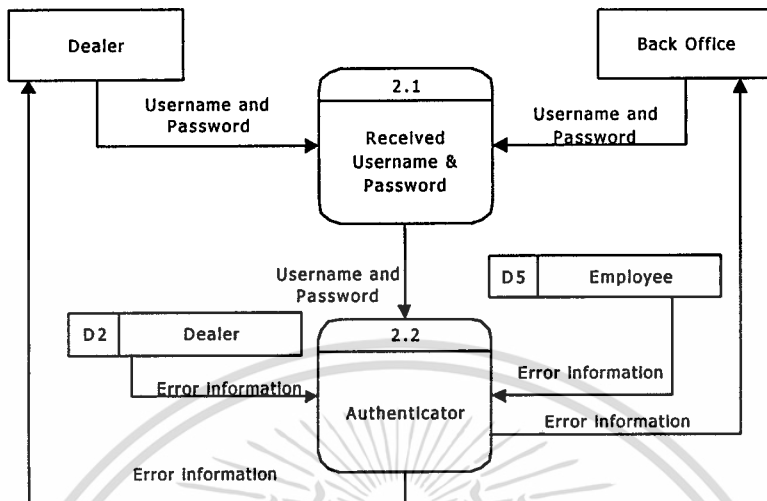 Dealer
Back Office
2.1
Username and
Password
Username and
Password
Received
Username &
Password
Username and
Password
D5 Employee
D2 Dealer
2.2
Error information
Error information
Authenticator
Error information
Error information